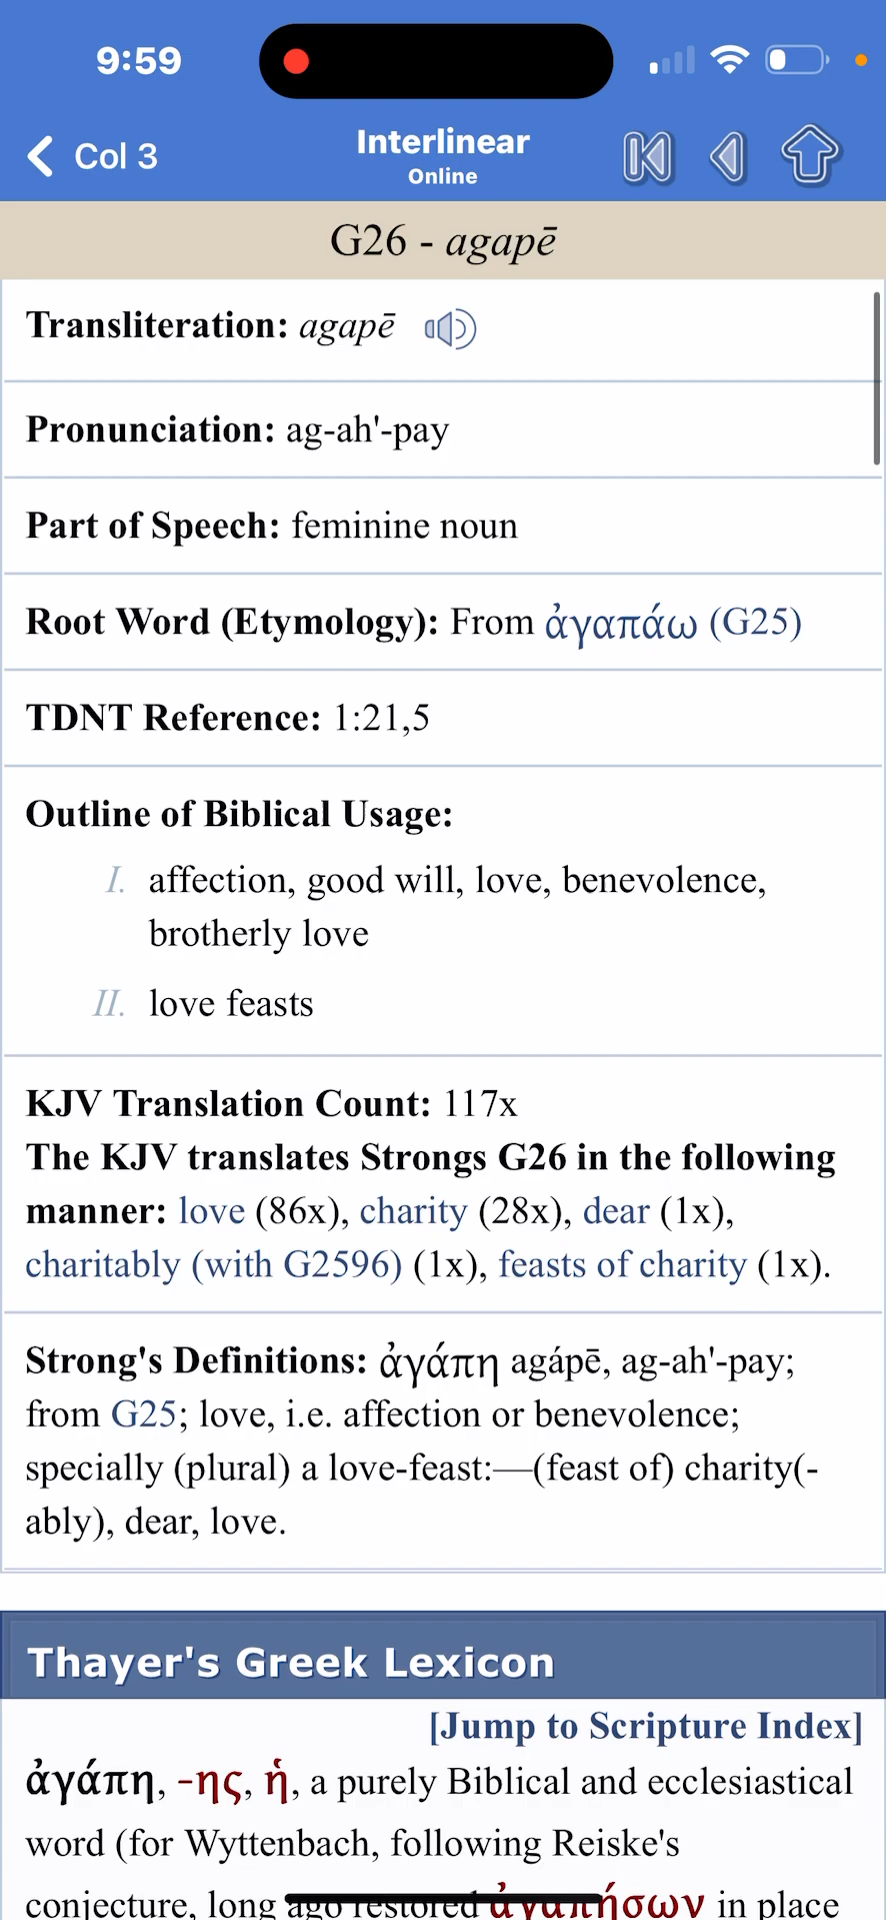 9:59
Col 3
Interlinear
Online
G26 - agapē
Transliteration: agapē
Pronunciation: ag-ah'-pay
Part of Speech: feminine noun
Root Word (Etymology): From ἀγαπάω (G25)
TDNT Reference: 1:21,5
Outline of Biblical Usage:
I. affection, good will, love, benevolence,
brotherly love
II. love feasts
KJV Translation Count: 117x
The KJV translates Strongs G26 in the following
manner: love (86x), charity (28x), dear (1x),
charitably (with G2596) (1x), feasts of charity (1x).
Strong's Definitions: ἀγάπη agápē, ag-ah'-pay;
from G25; love, i.e. affection or benevolence;
specially (plural) a love-feast:—(feast of) charity(-
ably), dear, love.
Thayer's Greek Lexicon
[Jump to Scripture Index]
ἀγάπη, -ης, ἡ, a purely Biblical and ecclesiastical
word (for Wyttenbach, following Reiske's
conjecture, long ago restored ἀγαπήσων in place